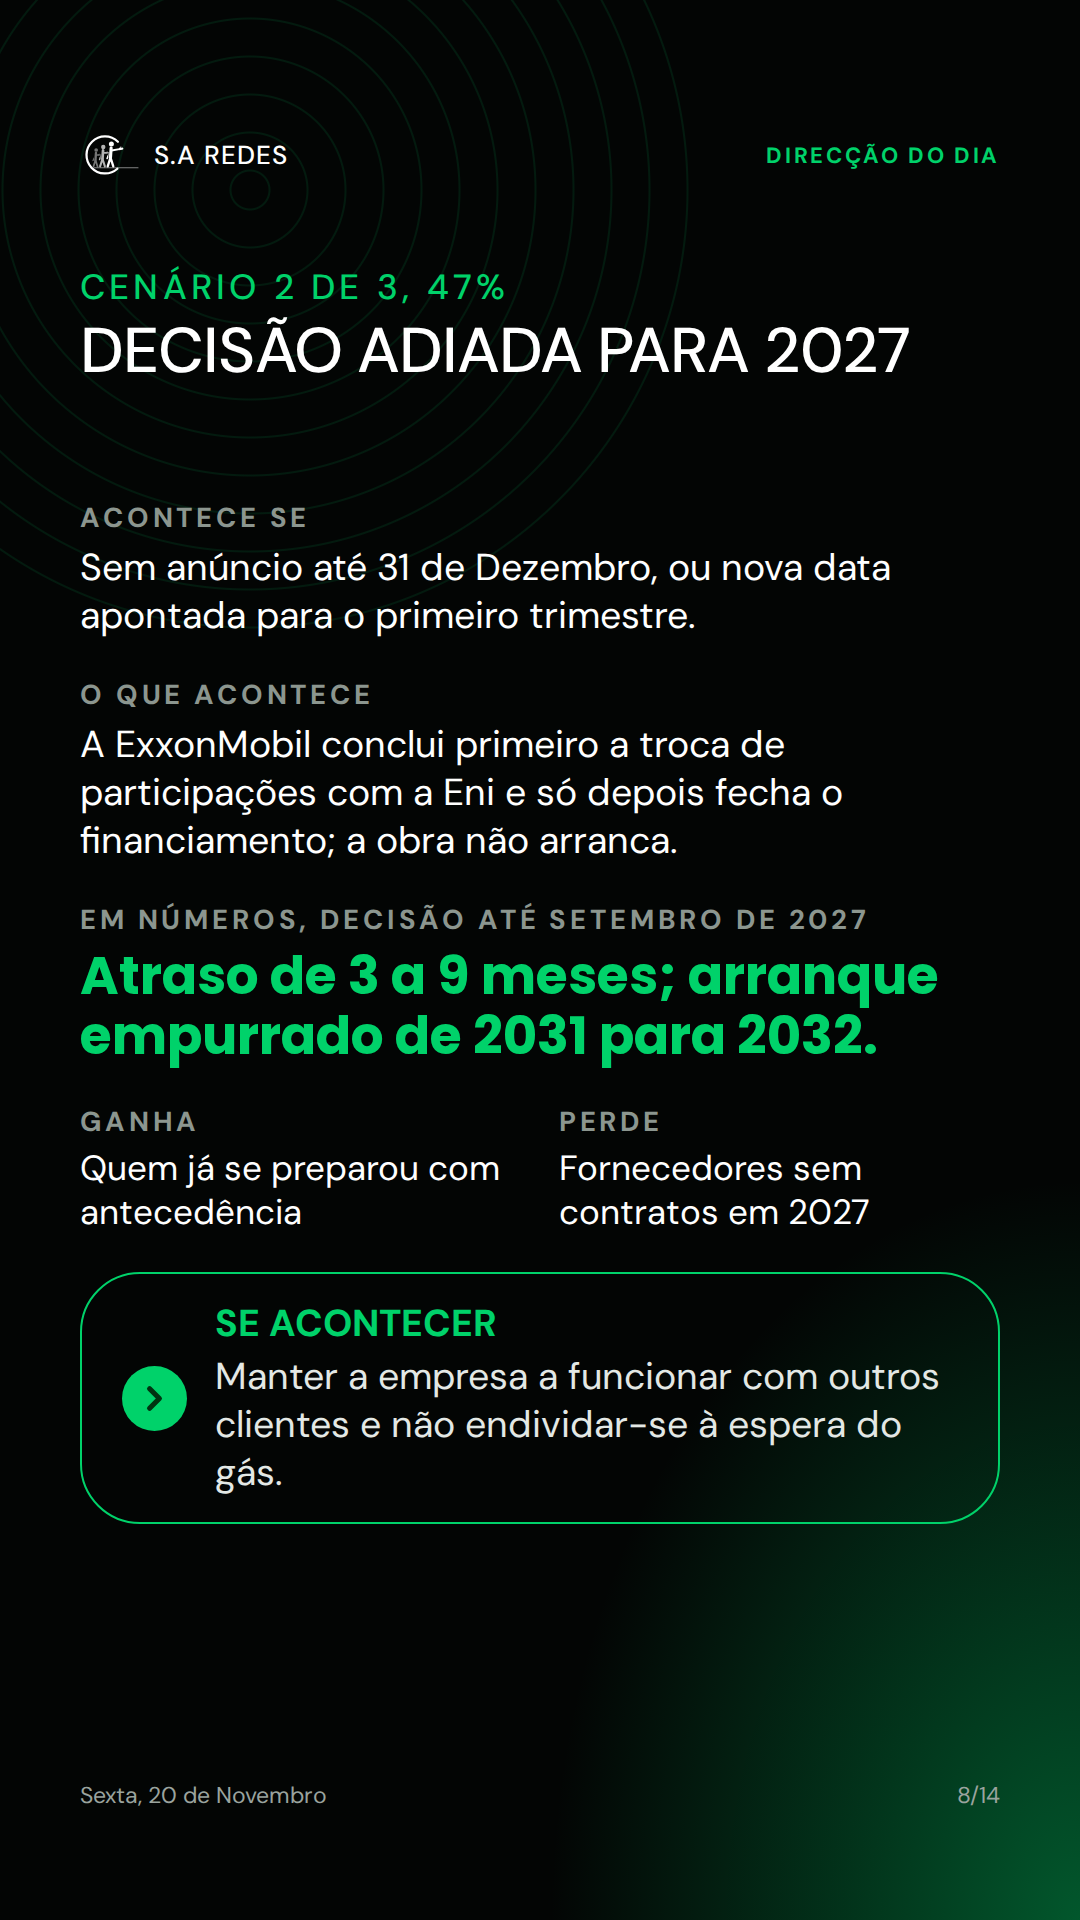 S.A REDES
DIRECÇÃO DO DIA
CENÁRIO 2 DE 3, 47%
DECISÃO ADIADA PARA 2027
ACONTECE SE
Sem anúncio até 31 de Dezembro, ou nova data
apontada para o primeiro trimestre.
O QUE ACONTECE
A ExxonMobil conclui primeiro a troca de
participações com a Eni e só depois fecha o
financiamento; a obra não arranca.
EM NÚMEROS, DECISÃO ATÉ SETEMBRO DE 2027
Atraso de 3 a 9 meses; arranque
empurrado de 2031 para 2032.
GANHA
Quem já se preparou com
antecedência
PERDE
Fornecedores sem
contratos em 2027
SE ACONTECER
Manter a empresa a funcionar com outros
clientes e não endividar-se à espera do
gás.
Sexta, 20 de Novembro
8/14